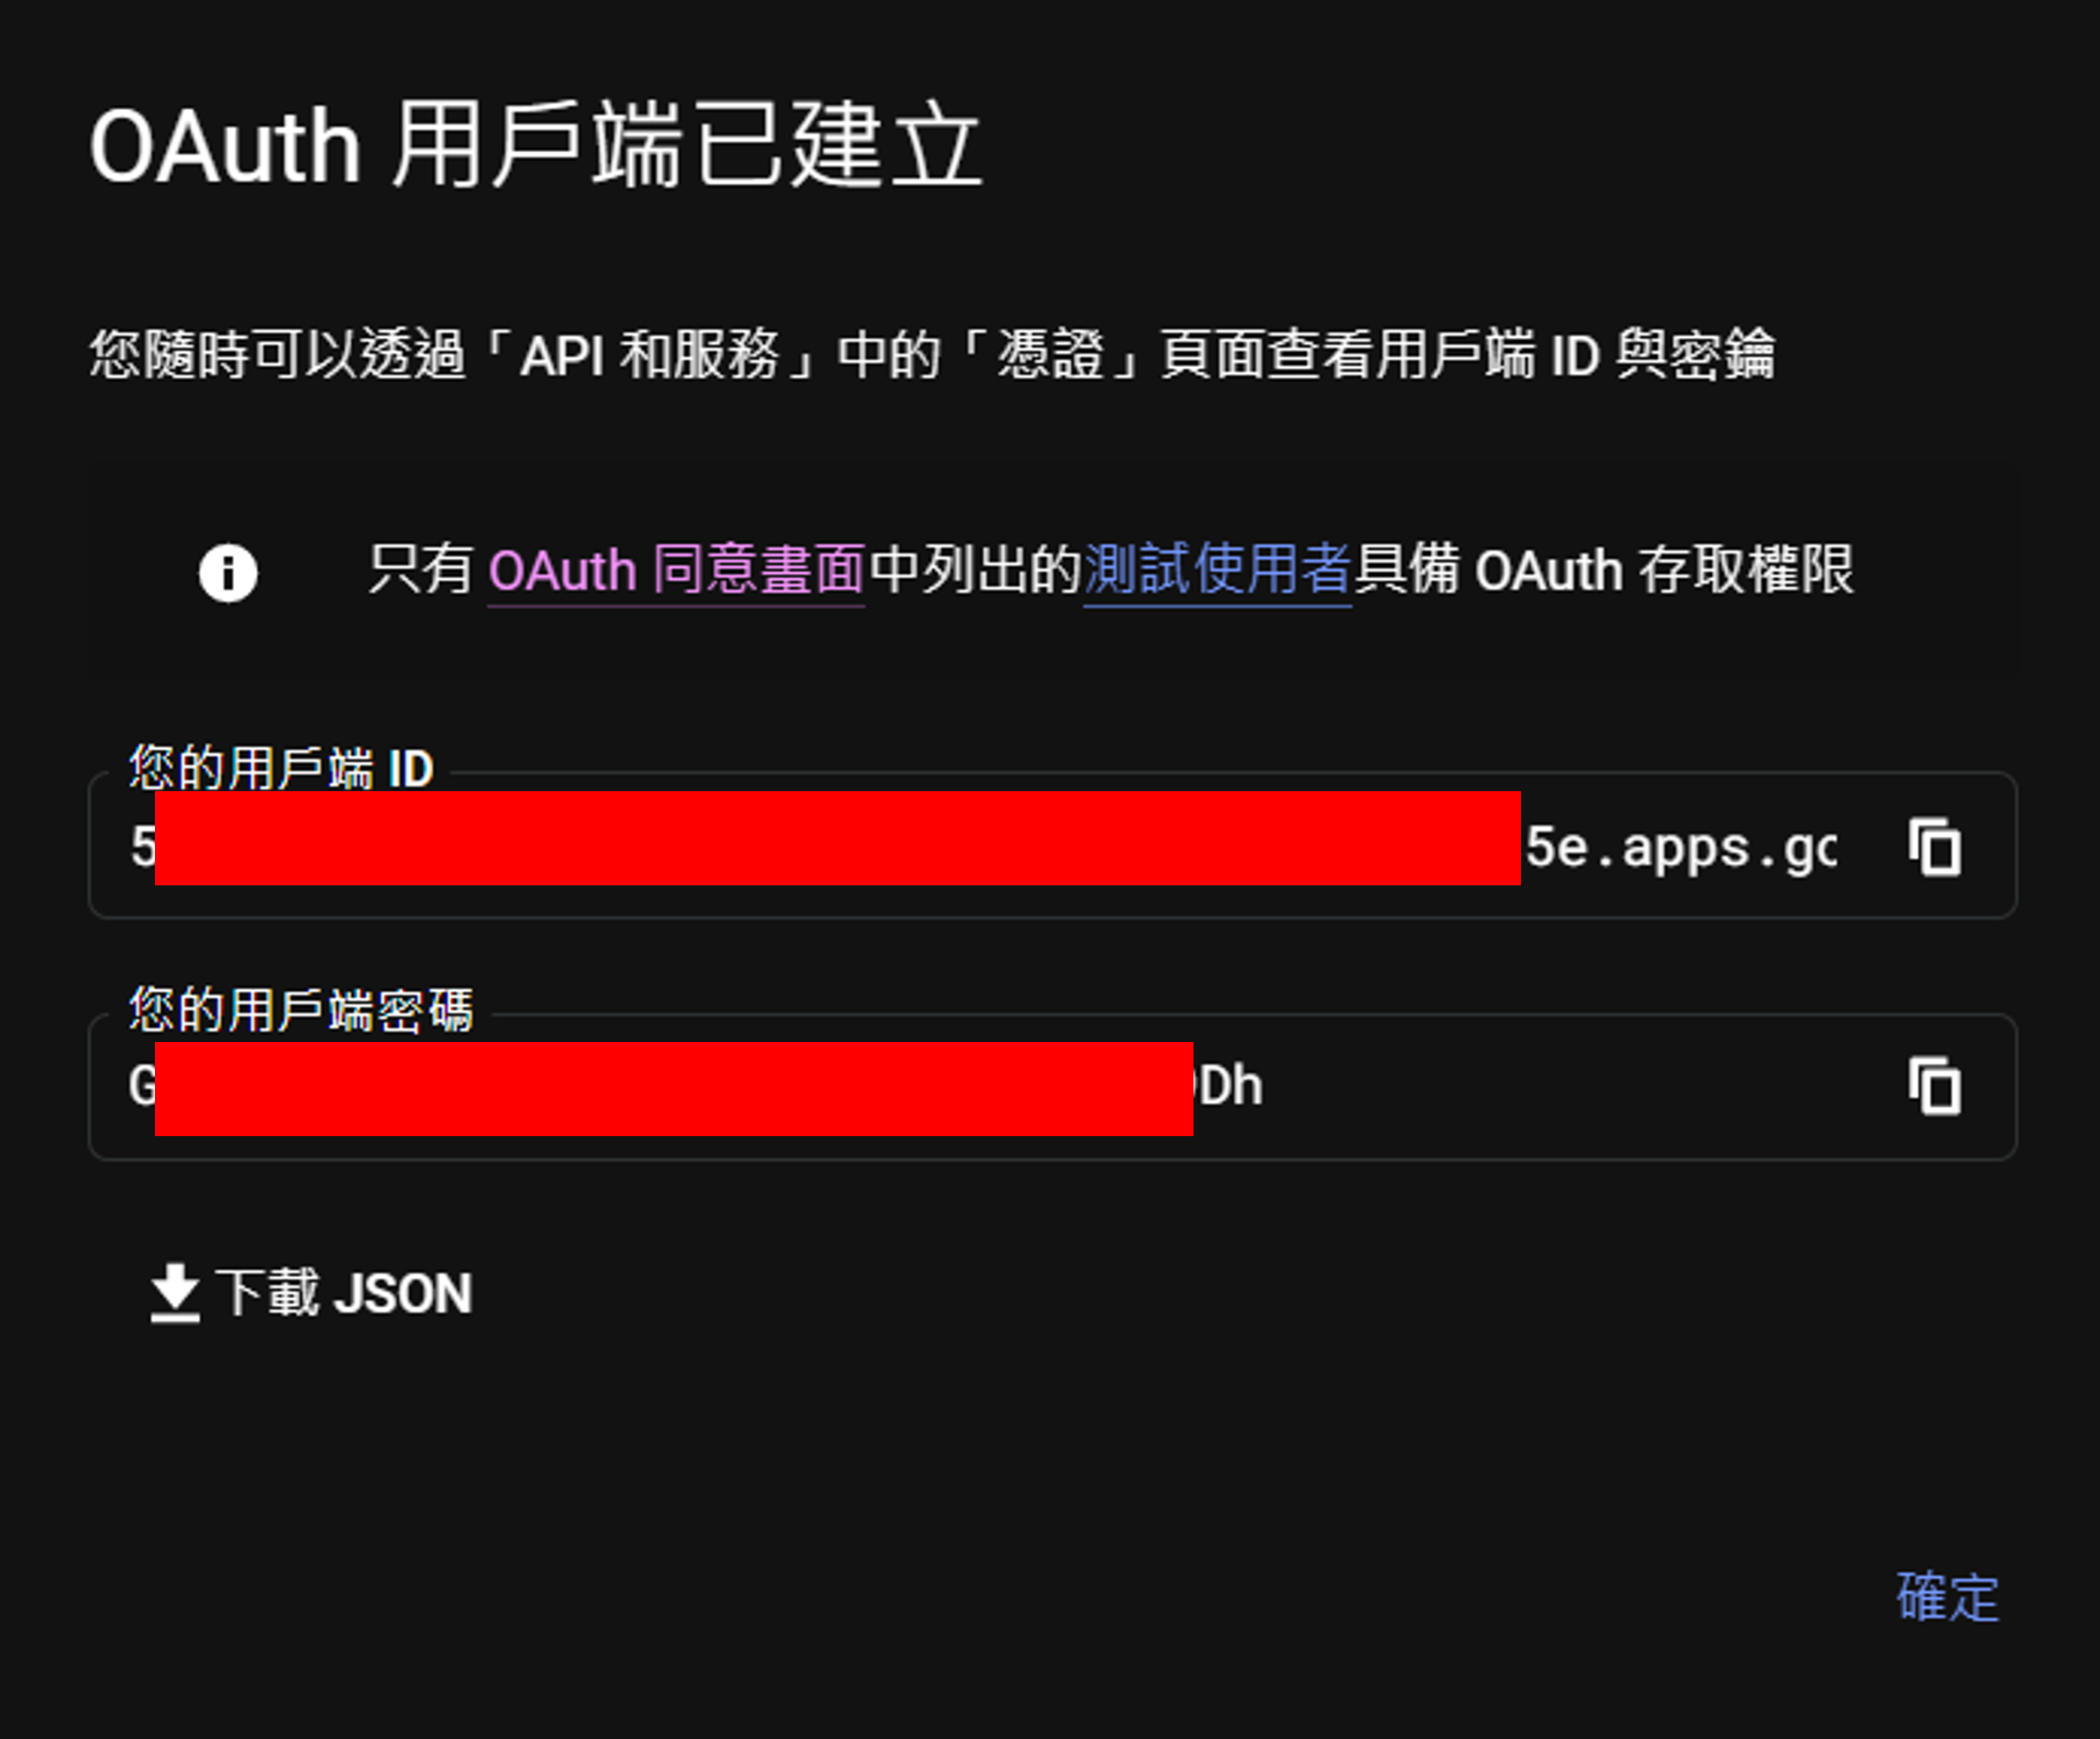 OAuth 用戶端已建立
您隨時可以透過「API 和服務」中的「憑證」頁面查看用戶端 ID 與密鑰
只有 OAuth 同意畫面中列出的測試使用者具備 OAuth 存取權限
您的用戶端 ID
5 5e.apps.go
您的用戶端密碼
G Dh
下載 JSON
確定